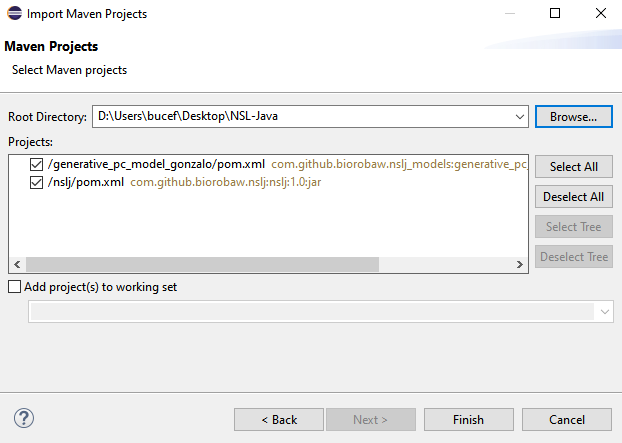 Import Maven Projects
Maven Projects
Select Maven projects
Root Directory: D:\Users\bucef\Desktop\NSL-Java Browse...
Projects:
/generative_pc_model_gonzalo/pom.xml com.github.biorobaw.nslj_models:generative_pc_
/nslj/pom.xml com.github.biorobaw.nslj:nslj:1.0:jar
Select All
Deselect All
Select Tree
Deselect Tree
Add project(s) to working set
? < Back Next > Finish Cancel